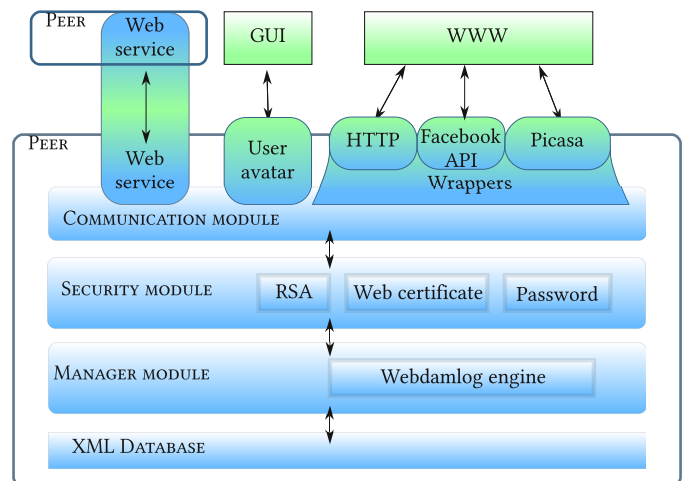 PEER
Web
service
GUI
WWW
PEER
Web
service
User
avatar
HTTP
Facebook
API
Picasa
Wrappers
COMMUNICATION MODULE
SECURITY MODULE
RSA
Web certificate
Password
MANAGER MODULE
Webdamlog engine
XML DATABASE